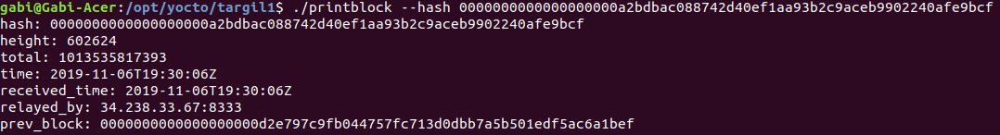 gabi@Gabi-Acer:/opt/yocto/targil1$ ./printblock --hash 0000000000000000000a2bdbac088742d40ef1aa93b2c9aceb9902240afe9bcf
hash: 0000000000000000000a2bdbac088742d40ef1aa93b2c9aceb9902240afe9bcf
height: 602624
total: 1013535817393
time: 2019-11-06T19:30:06Z
received_time: 2019-11-06T19:30:06Z
relayed_by: 34.238.33.67:8333
prev_block: 0000000000000000000d2e797c9fb044757fc713d0dbb7a5b501edf5ac6a1bef